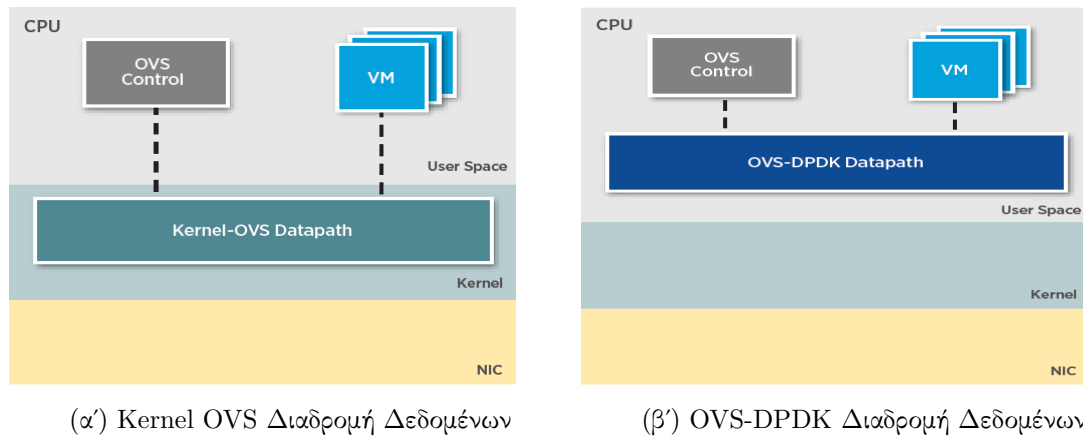 CPU
OVS
Control
VM
User Space
Kernel-OVS Datapath
Kernel
NIC
(α′) Kernel OVS Διαδρομή Δεδομένων
CPU
OVS
Control
VM
OVS-DPDK Datapath
User Space
Kernel
NIC
(β′) OVS-DPDK Διαδρομή Δεδομένων